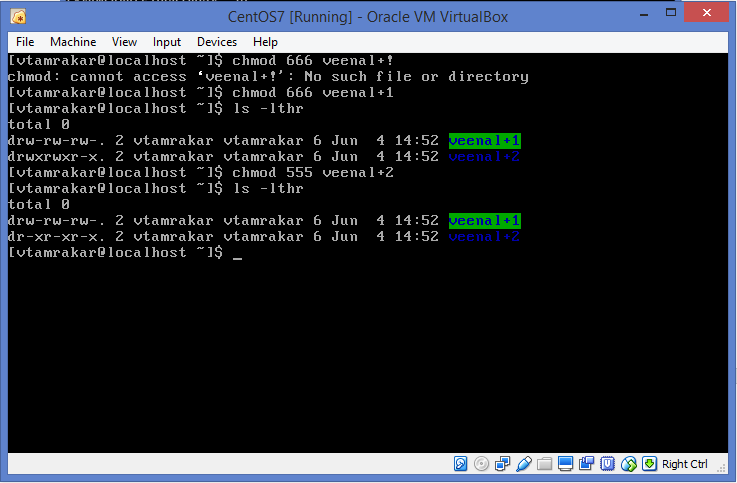 CentOS7 [Running] - Oracle VM VirtualBox
File Machine View Input Devices Help
[vtamrakar@localhost ~]$ chmod 666 veenal+!
chmod: cannot access ‘veenal+!’: No such file or directory
[vtamrakar@localhost ~]$ chmod 666 veenal+1
[vtamrakar@localhost ~]$ ls -lthr
total 0
drw-rw-rw-. 2 vtamrakar vtamrakar 6 Jun  4 14:52 veenal+1
drwxrwxr-x. 2 vtamrakar vtamrakar 6 Jun  4 14:52 veenal+2
[vtamrakar@localhost ~]$ chmod 555 veenal+2
[vtamrakar@localhost ~]$ ls -lthr
total 0
drw-rw-rw-. 2 vtamrakar vtamrakar 6 Jun  4 14:52 veenal+1
dr-xr-xr-x. 2 vtamrakar vtamrakar 6 Jun  4 14:52 veenal+2
[vtamrakar@localhost ~]$ _
Right Ctrl